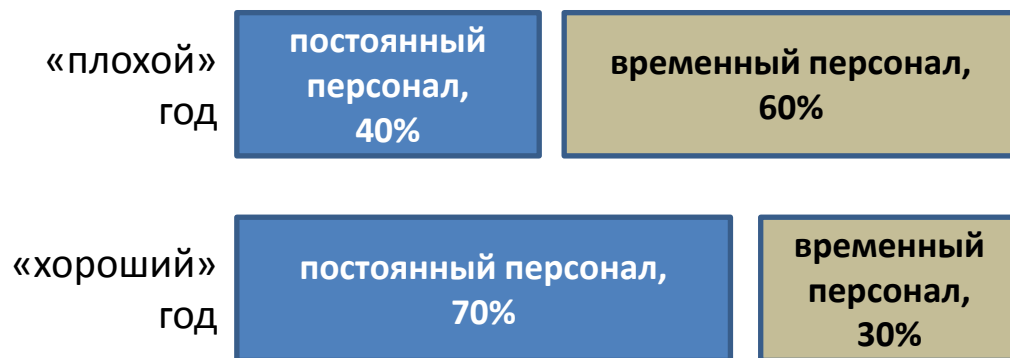 «плохой»
год
постоянный
персонал,
40%
временный персонал,
60%
«хороший»
год
постоянный персонал,
70%
временный
персонал,
30%